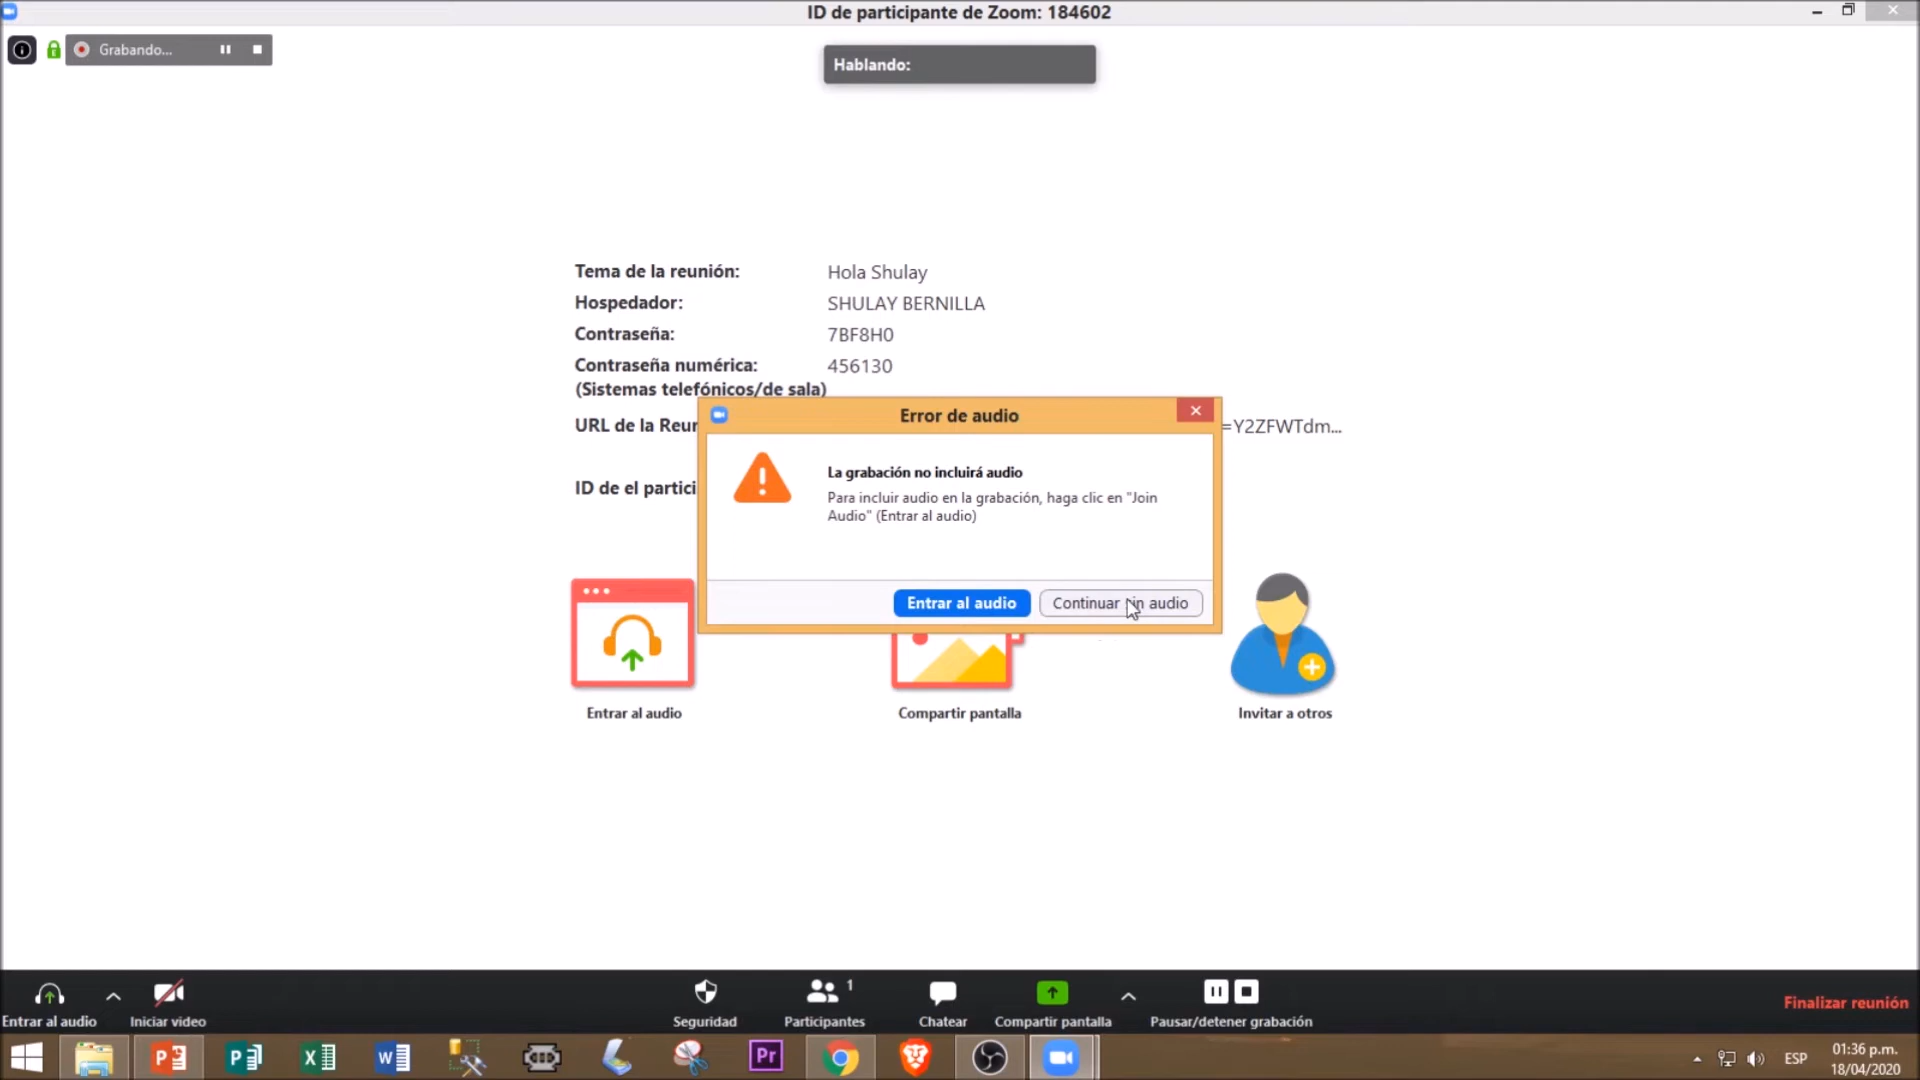 ID de participante de Zoom: 184602
Grabando...
Hablando:
Tema de la reunión: Hola Shulay
Hospedador: SHULAY BERNILLA
Contraseña: 7BF8H0
Contraseña numérica: 456130
(Sistemas telefónicos/de sala)
URL de la Reun =Y2ZFWTdm...
ID de el partici
Error de audio
La grabación no incluirá audio
Para incluir audio en la grabación, haga clic en "Join
Audio" (Entrar al audio)
Entrar al audio Continuar sin audio
Entrar al audio Compartir pantalla Invitar a otros
1
Entrar al audio Iniciar video Seguridad Participantes Chatear Compartir pantalla Pausar/detener grabación Finalizar reunión
Pr
ESP
01:36 p.m.
18/04/2020